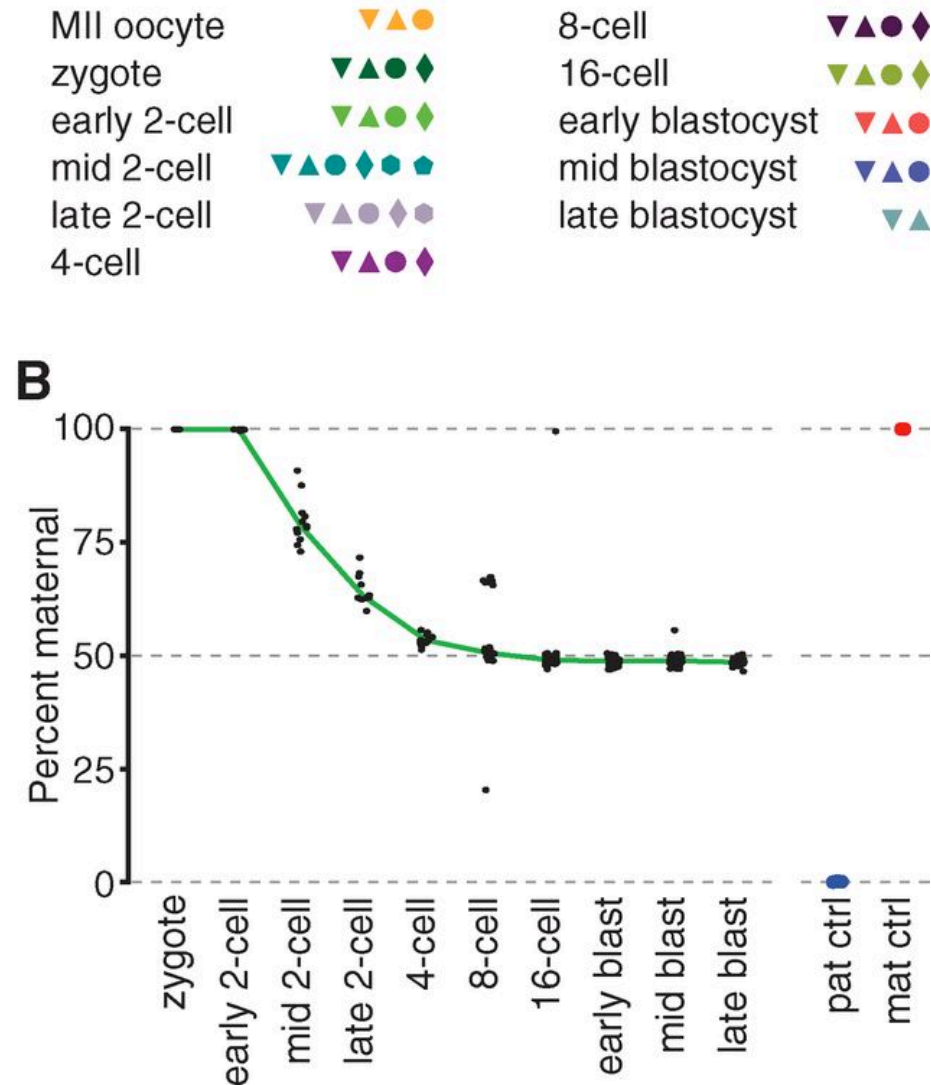 MII oocyte
zygote
early 2-cell
mid 2-cell
late 2-cell
4-cell
8-cell
16-cell
early blastocyst
mid blastocyst
late blastocyst
B
Percent maternal
100
75
50
25
0
zygote
early 2-cell
mid 2-cell
late 2-cell
4-cell
8-cell
16-cell
early blast
mid blast
late blast
pat ctrl
mat ctrl